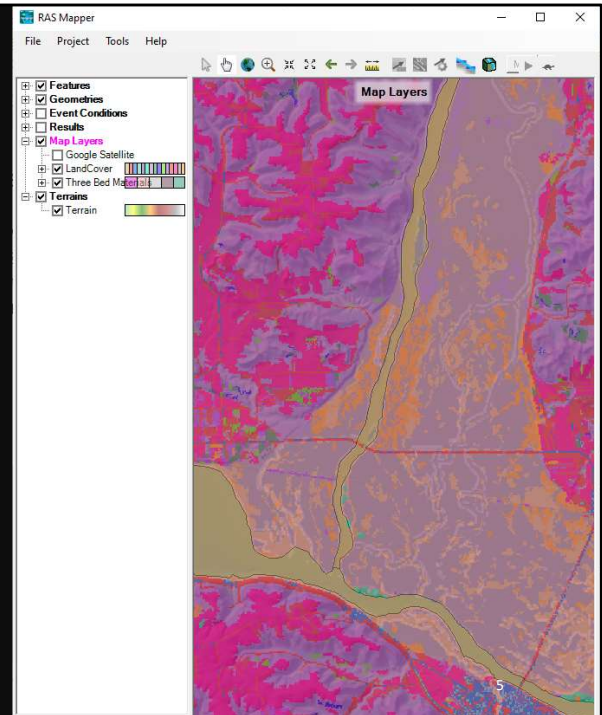 RAS Mapper
File Project Tools Help
Map Layers
Features
Geometries
Event Conditions
Results
Map Layers
Google Satellite
LandCover
Three Bed Materials
Terrains
Terrain
5